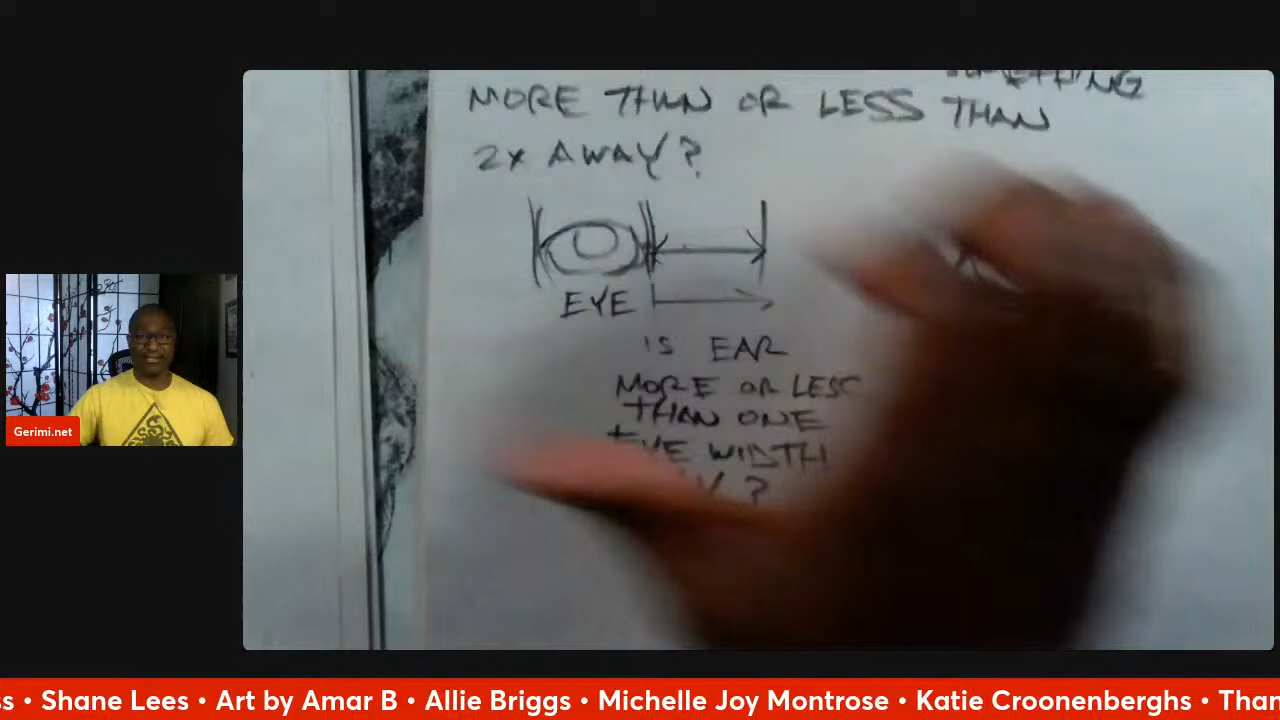 MORE THAN OR LESS THAN
2X AWAY?
EYE
IS EAR
MORE OR LESS
THAN ONE
EYE WIDTH
?
Gerimi.net
• Shane Lees • Art by Amar B • Allie Briggs • Michelle Joy Montrose • Katie Croonenberghs •